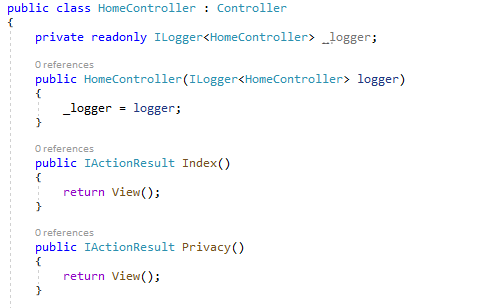 public class HomeController : Controller
{
private readonly ILogger<HomeController> _logger;
0 references
public HomeController(ILogger<HomeController> logger)
{
_logger = logger;
}
0 references
public IActionResult Index()
{
return View();
}
0 references
public IActionResult Privacy()
{
return View();
}